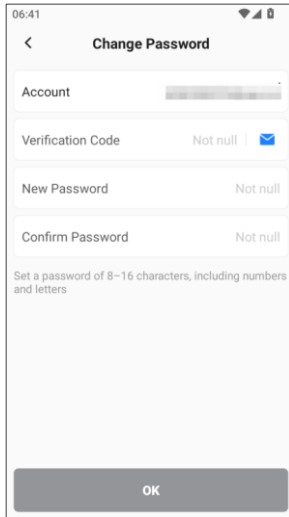 06:41
Change Password
Account
Verification Code Not null
New Password Not null
Confirm Password Not null
Set a password of 8–16 characters, including numbers
and letters
OK